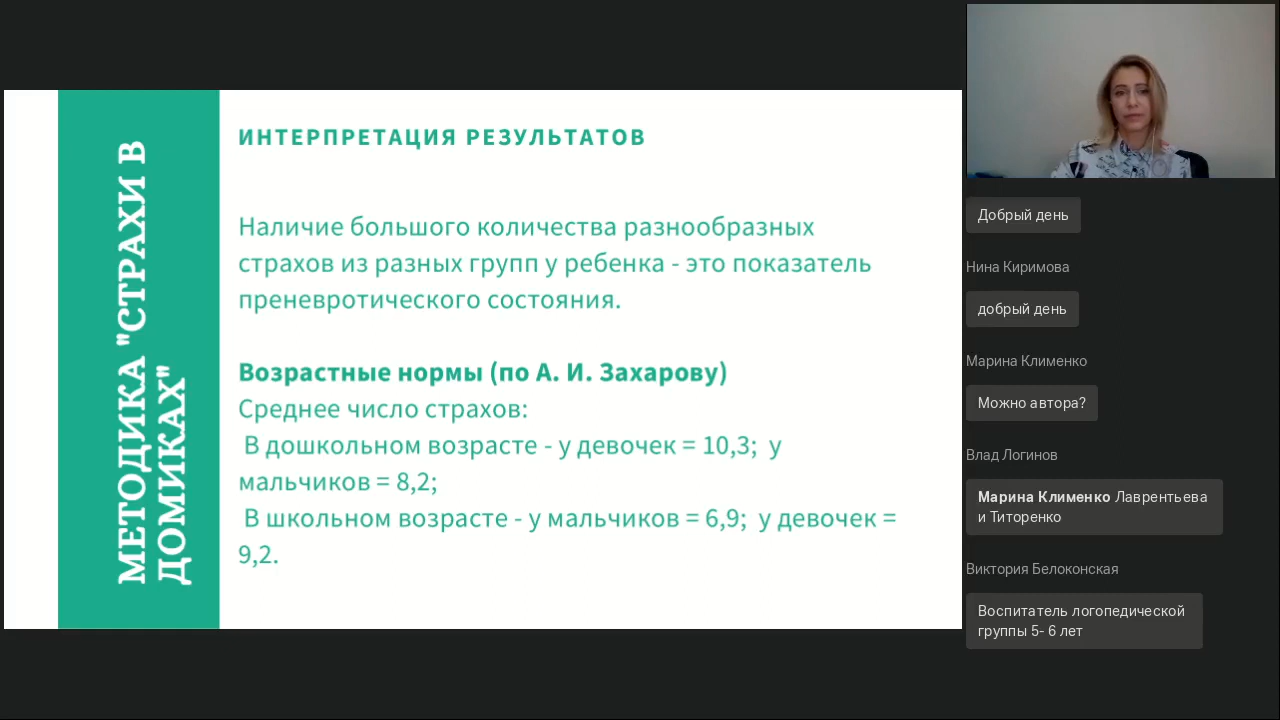 МЕТОДИКА "СТРАХИ В
ДОМИКАХ"
ИНТЕРПРЕТАЦИЯ РЕЗУЛЬТАТОВ
Наличие большого количества разнообразных
страхов из разных групп у ребенка - это показатель
преневротического состояния.
Возрастные нормы (по А. И. Захарову)
Среднее число страхов:
В дошкольном возрасте - у девочек = 10,3; у
мальчиков = 8,2;
В школьном возрасте - у мальчиков = 6,9; у девочек =
9,2.
Добрый день
Нина Киримова
добрый день
Марина Клименко
Можно автора?
Влад Логинов
Марина Клименко Лаврентьева
и Титоренко
Виктория Белоконская
Воспитатель логопедической
группы 5- 6 лет